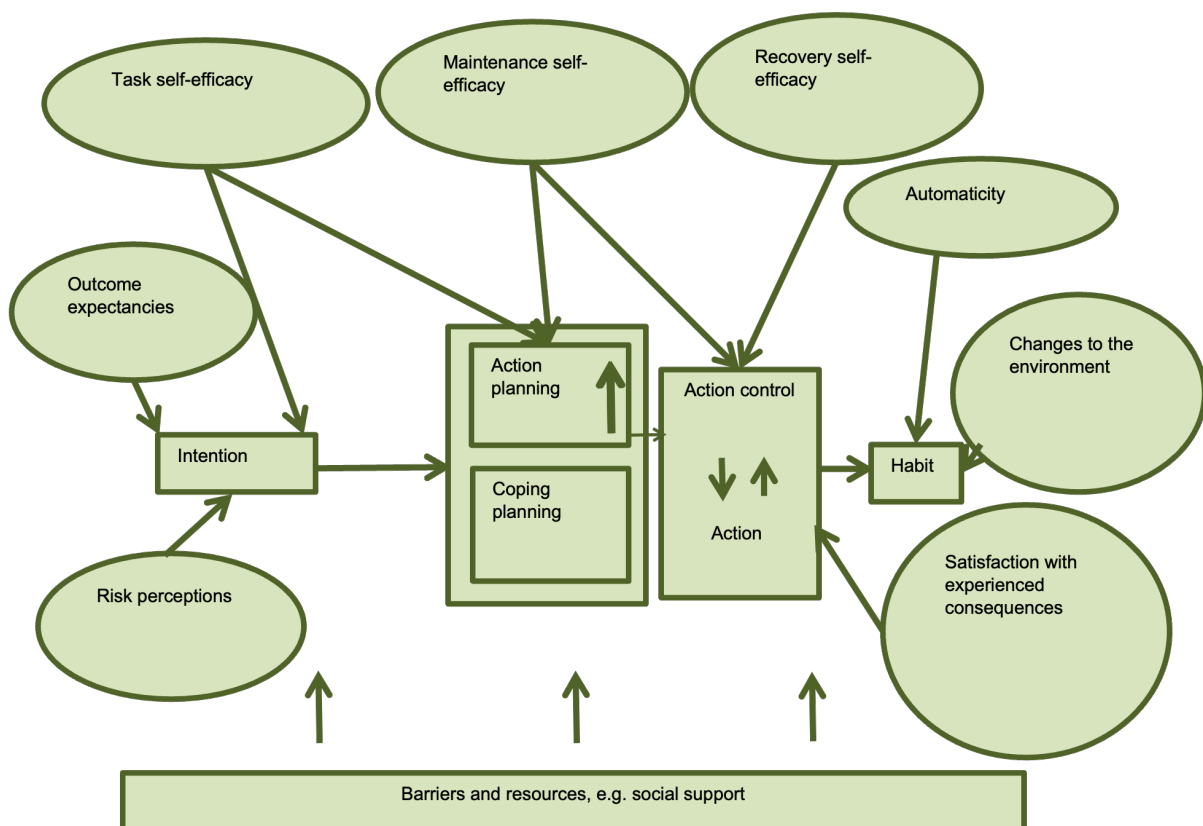 Task self-efficacy
Maintenance self-
efficacy
Recovery self-
efficacy
Automaticity
Outcome
expectancies
Changes to the
environment
Action
planning
Action control
Intention
Habit
Coping
planning
Action
Satisfaction with
experienced
consequences
Risk perceptions
Barriers and resources, e.g. social support